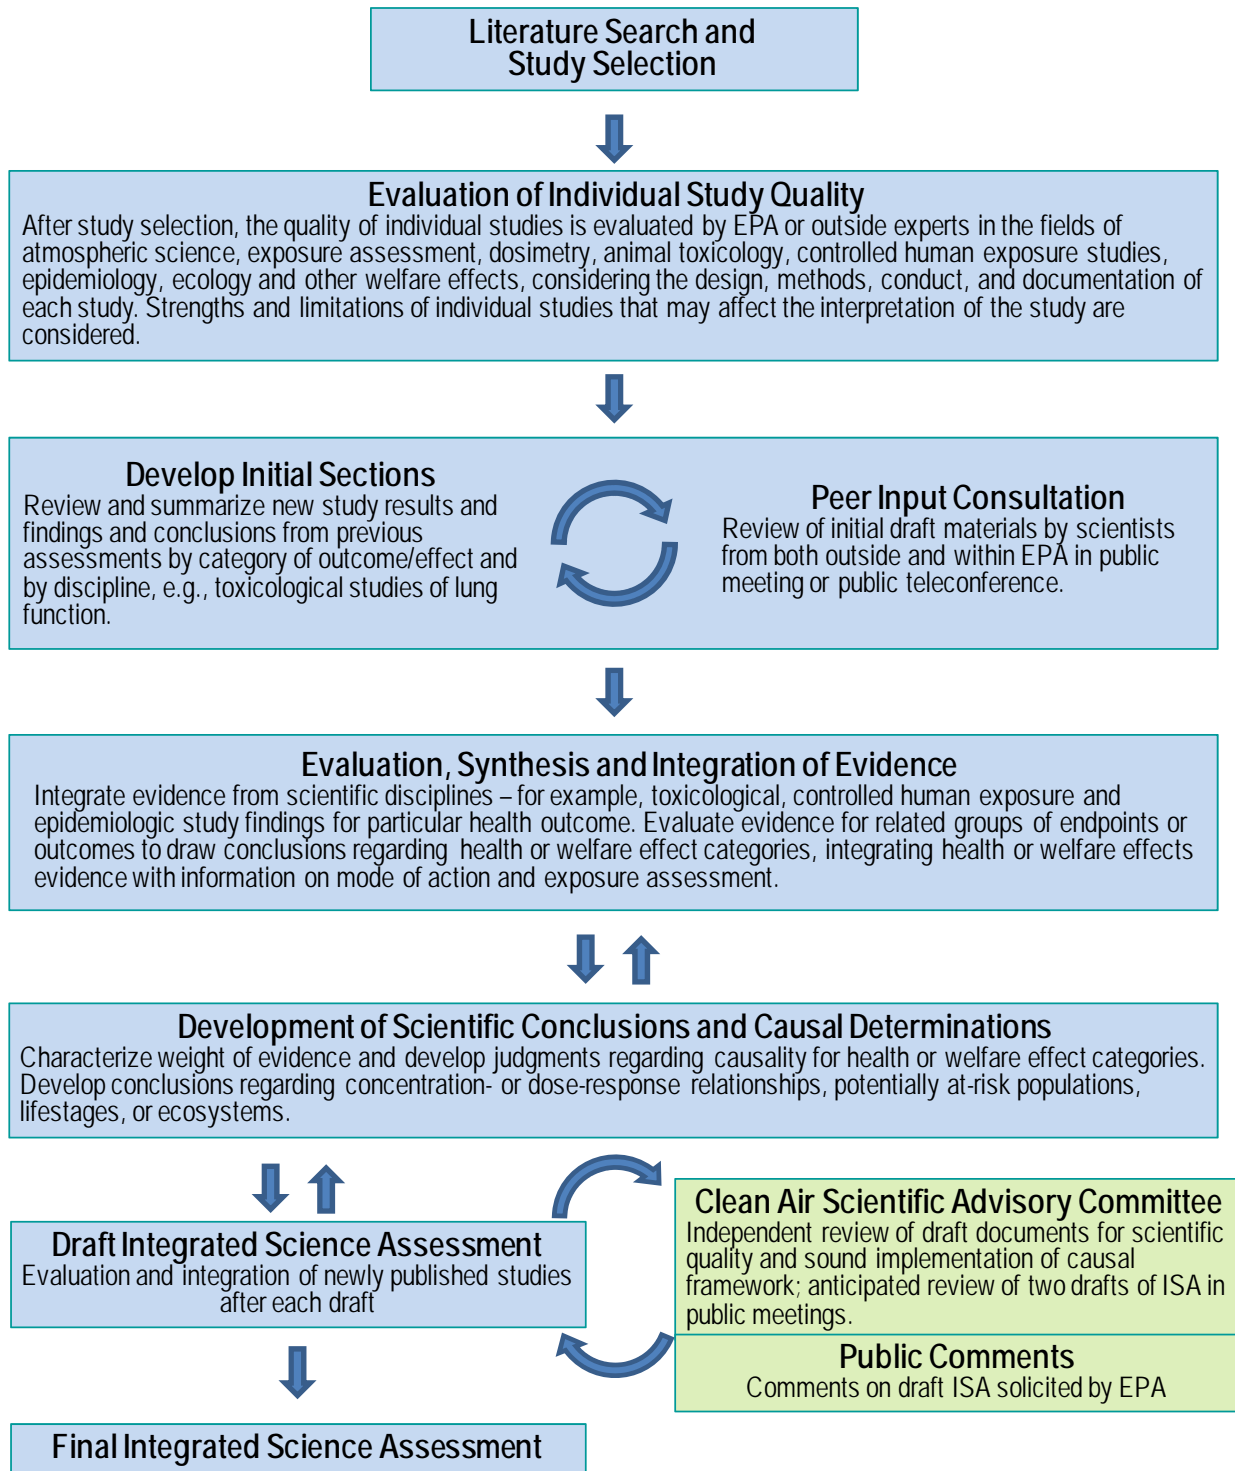 Literature Search and
Study Selection
Evaluation of Individual Study Quality
After study selection, the quality of individual studies is evaluated by EPA or outside experts in the fields of
atmospheric science, exposure assessment, dosimetry, animal toxicology, controlled human exposure studies,
epidemiology, ecology and other welfare effects, considering the design, methods, conduct, and documentation of
each study. Strengths and limitations of individual studies that may affect the interpretation of the study are
considered.
Develop Initial Sections
Review and summarize new study results and
findings and conclusions from previous
assessments by category of outcome/effect and
by discipline, e.g., toxicological studies of lung
function.
Peer Input Consultation
Review of initial draft materials by scientists
from both outside and within EPA in public
meeting or public teleconference.
Evaluation, Synthesis and Integration of Evidence
Integrate evidence from scientific disciplines – for example, toxicological, controlled human exposure and
epidemiologic study findings for particular health outcome. Evaluate evidence for related groups of endpoints or
outcomes to draw conclusions regarding health or welfare effect categories, integrating health or welfare effects
evidence with information on mode of action and exposure assessment.
Development of Scientific Conclusions and Causal Determinations
Characterize weight of evidence and develop judgments regarding causality for health or welfare effect categories.
Develop conclusions regarding concentration- or dose-response relationships, potentially at-risk populations,
lifestages, or ecosystems.
Draft Integrated Science Assessment
Evaluation and integration of newly published studies
after each draft
Clean Air Scientific Advisory Committee
Independent review of draft documents for scientific
quality and sound implementation of causal
framework; anticipated review of two drafts of ISA in
public meetings.
Public Comments
Comments on draft ISA solicited by EPA
Final Integrated Science Assessment